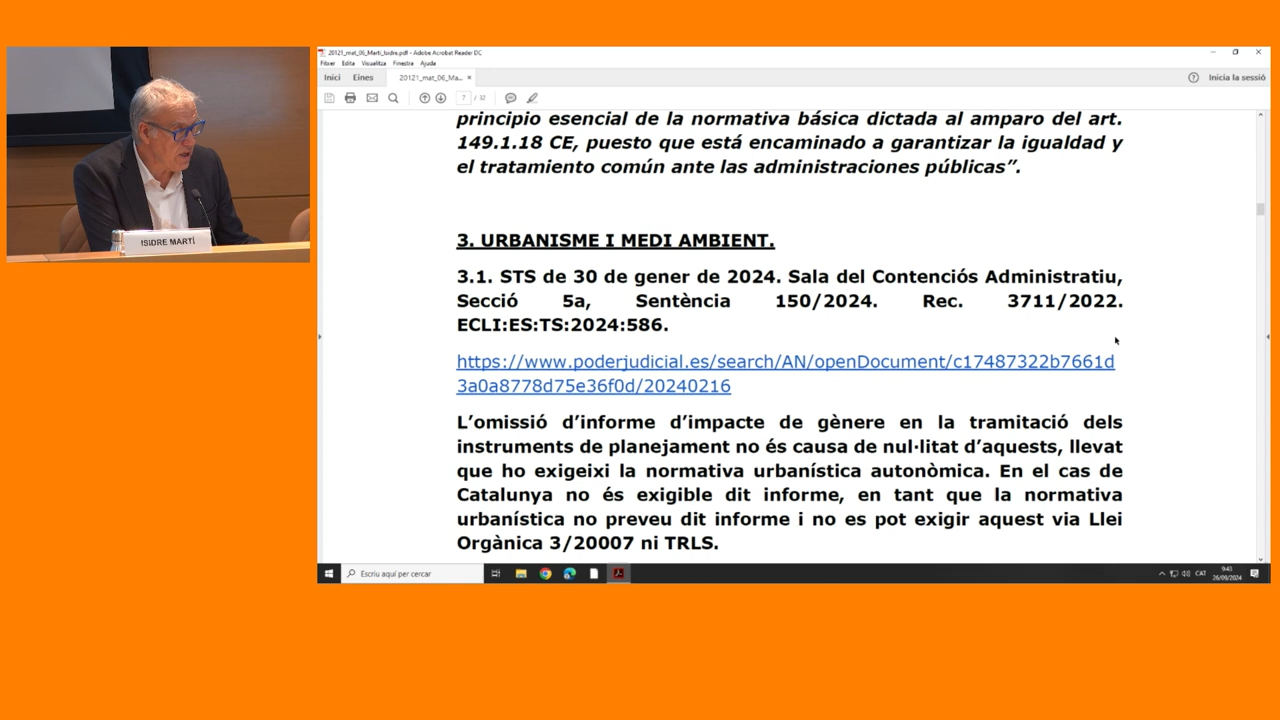 ISIDRE MARTÍ
20121_mat_06_Martí_Isidre.pdf - Adobe Acrobat Reader DC
Fitxer Edita Visualitza Finestra Ajuda
Inici Eines 20121_mat_06_Ma... × Inicia la sessió
7 / 32
principio esencial de la normativa básica dictada al amparo del art.
149.1.18 CE, puesto que está encaminado a garantizar la igualdad y
el tratamiento común ante las administraciones públicas”.
3. URBANISME I MEDI AMBIENT.
3.1. STS de 30 de gener de 2024. Sala del Contenciós Administratiu,
Secció 5a, Sentència 150/2024. Rec. 3711/2022.
ECLI:ES:TS:2024:586.
https://www.poderjudicial.es/search/AN/openDocument/c17487322b7661d
3a0a8778d75e36f0d/20240216
L’omissió d’informe d’impacte de gènere en la tramitació dels
instruments de planejament no és causa de nul·litat d’aquests, llevat
que ho exigeixi la normativa urbanística autonòmica. En el cas de
Catalunya no és exigible dit informe, en tant que la normativa
urbanística no preveu dit informe i no es pot exigir aquest via Llei
Orgànica 3/20007 ni TRLS.
Escriu aquí per cercar
CAT
9:43
26/09/2024